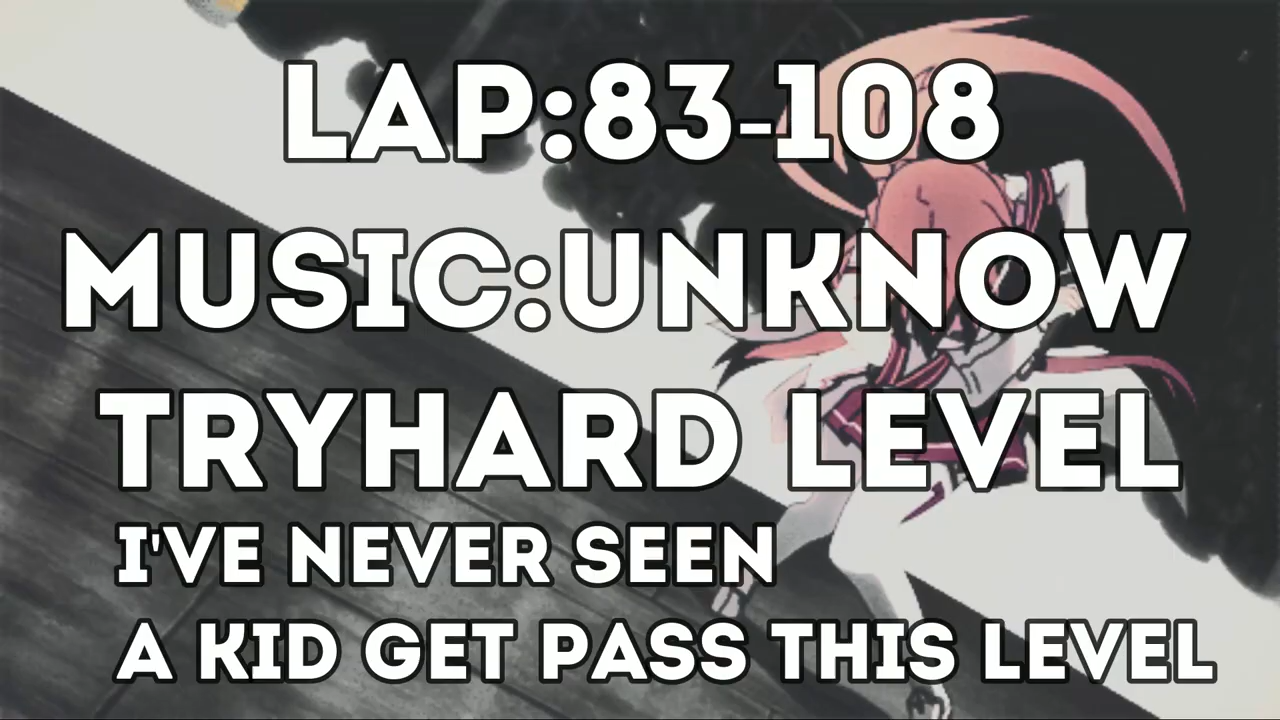 LAP:83-108
MUSIC:UNKNOW
TRYHARD LEVEL
I'VE NEVER SEEN
A KID GET PASS THIS LEVEL